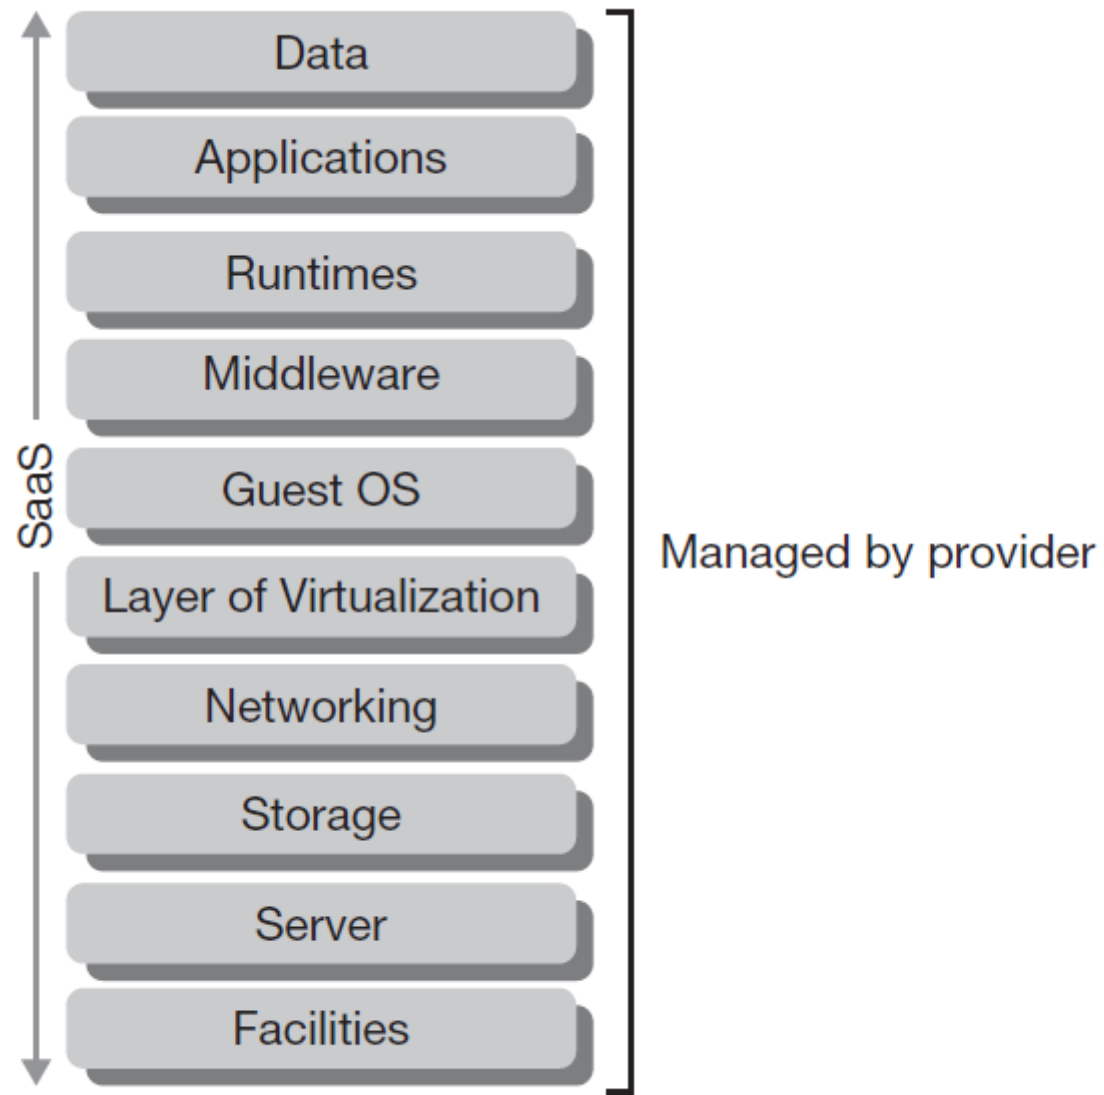 Data
Applications
Runtimes
Middleware
SaaS
Guest OS
Managed by provider
Layer of Virtualization
Networking
Storage
Server
Facilities